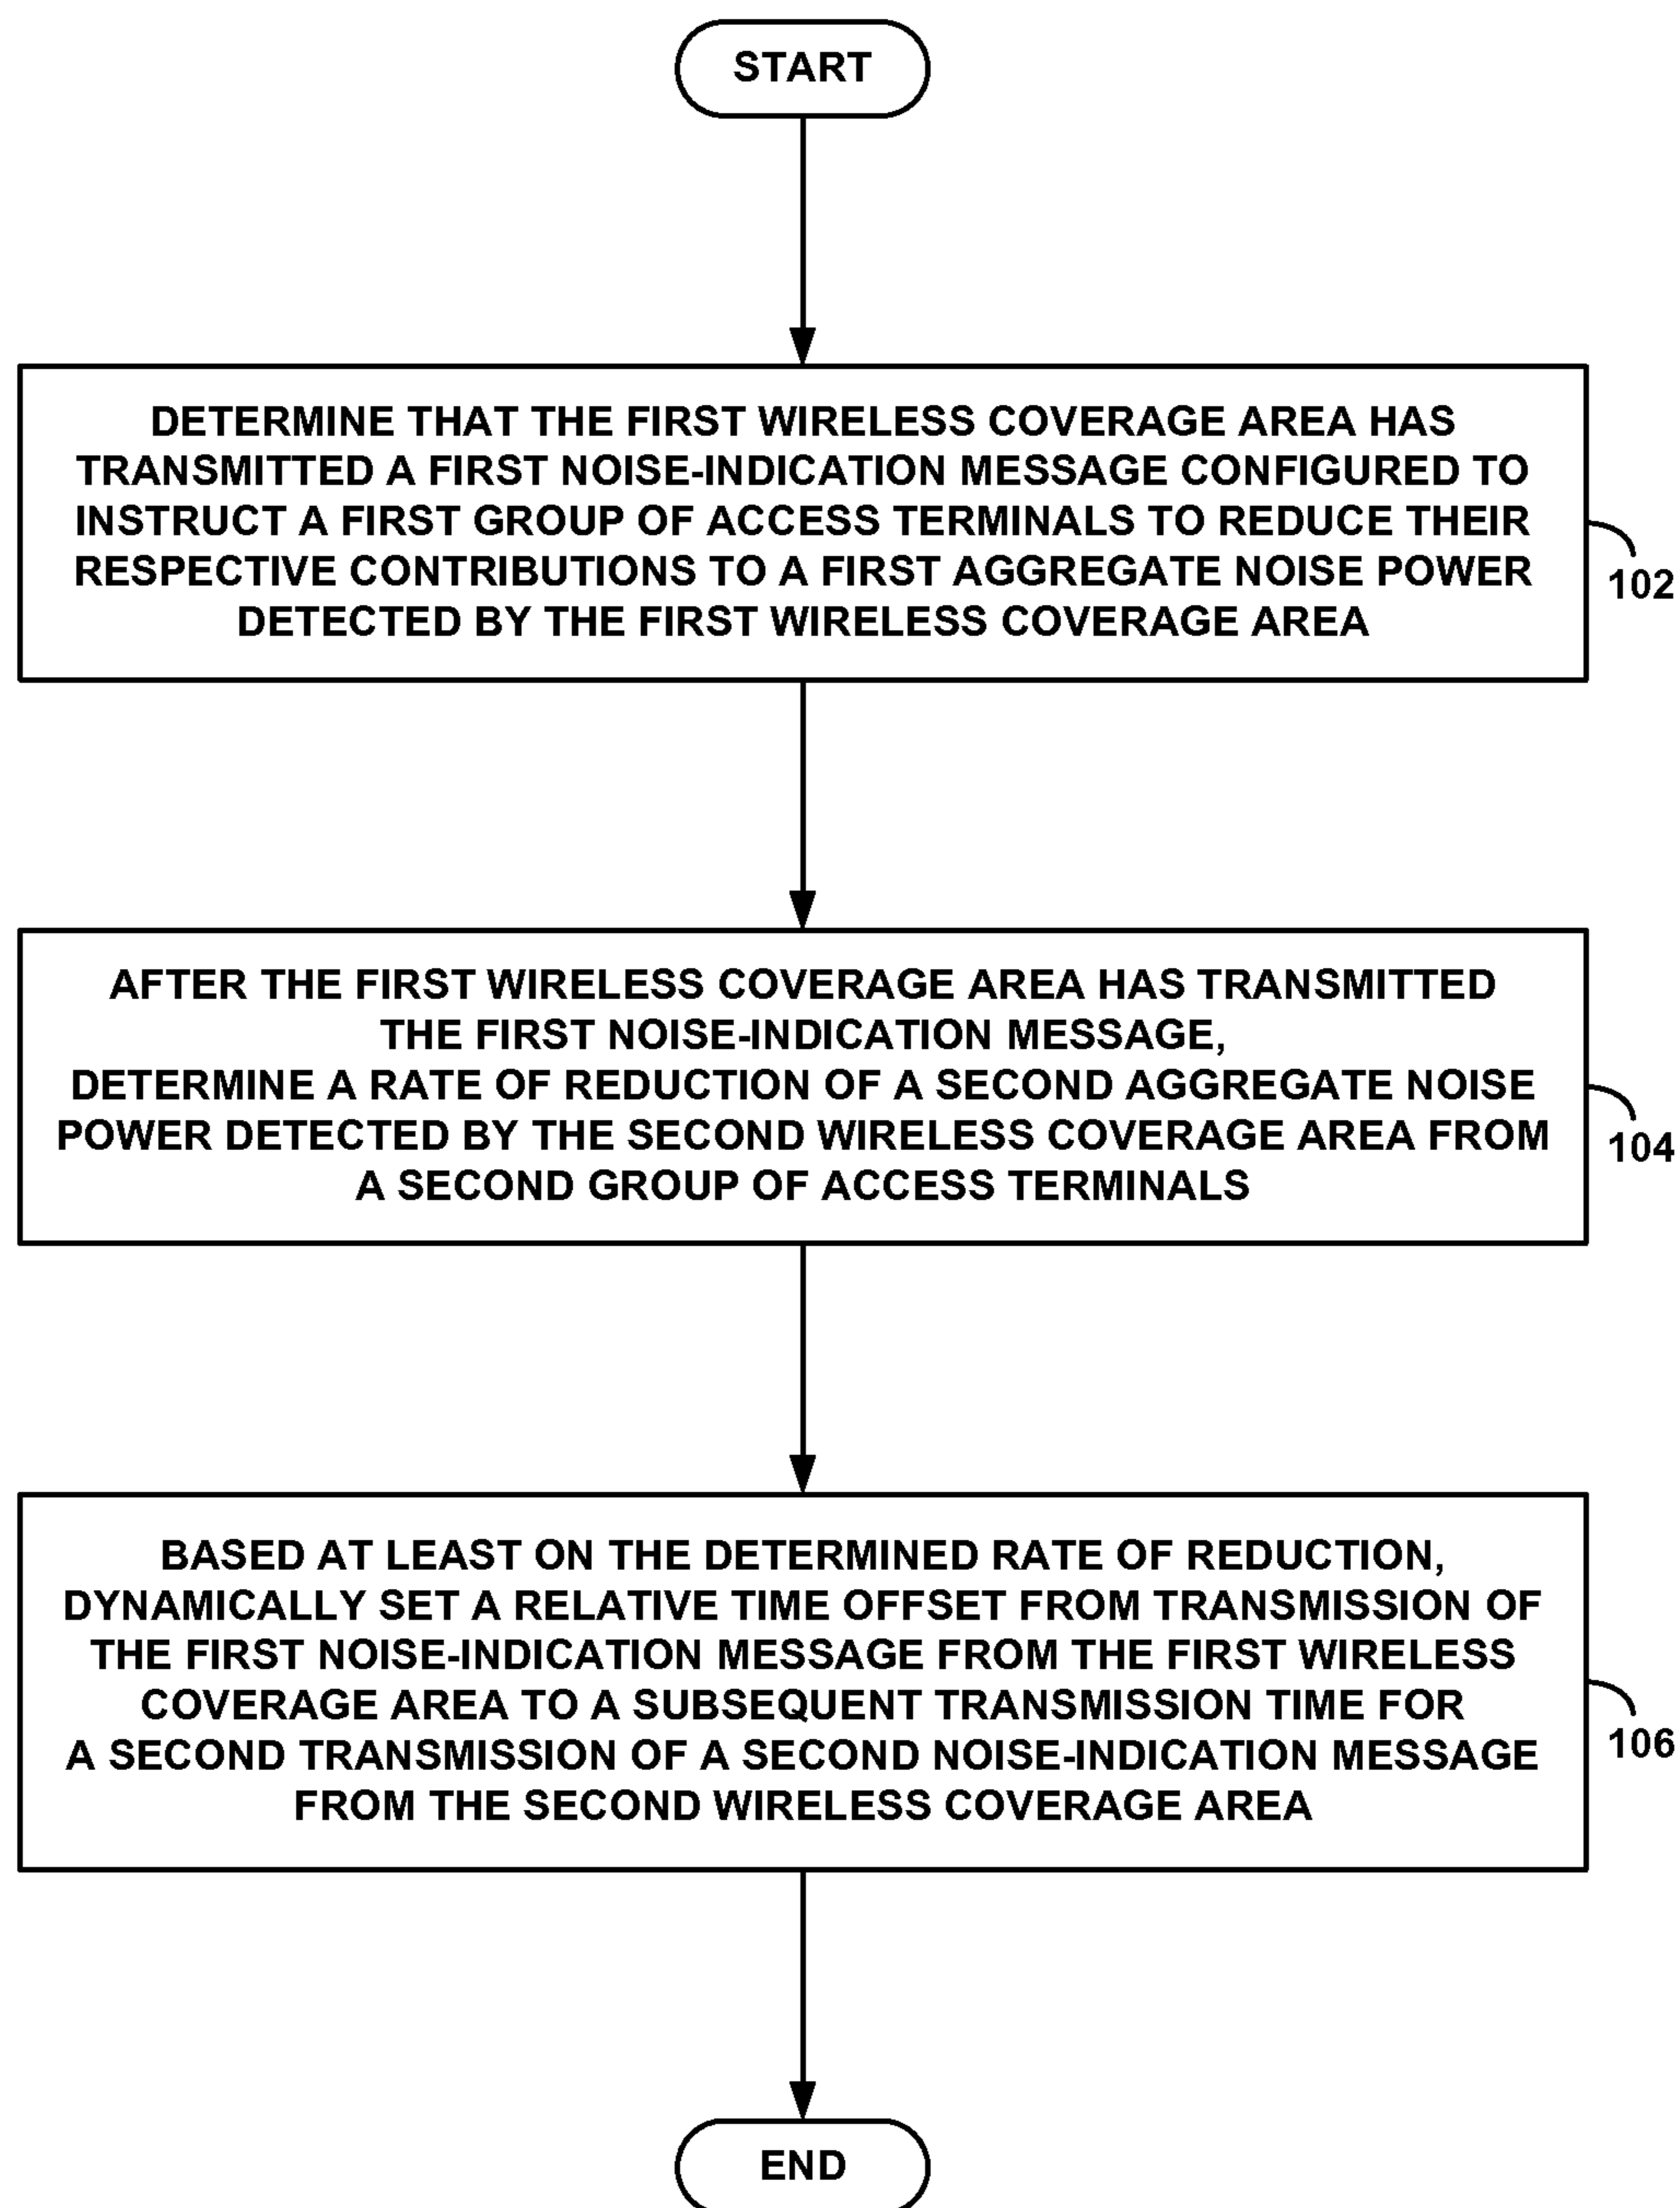 START
DETERMINE THAT THE FIRST WIRELESS COVERAGE AREA HAS
TRANSMITTED A FIRST NOISE-INDICATION MESSAGE CONFIGURED TO
INSTRUCT A FIRST GROUP OF ACCESS TERMINALS TO REDUCE THEIR
RESPECTIVE CONTRIBUTIONS TO A FIRST AGGREGATE NOISE POWER
DETECTED BY THE FIRST WIRELESS COVERAGE AREA
102
AFTER THE FIRST WIRELESS COVERAGE AREA HAS TRANSMITTED
THE FIRST NOISE-INDICATION MESSAGE,
DETERMINE A RATE OF REDUCTION OF A SECOND AGGREGATE NOISE
POWER DETECTED BY THE SECOND WIRELESS COVERAGE AREA FROM
A SECOND GROUP OF ACCESS TERMINALS
104
BASED AT LEAST ON THE DETERMINED RATE OF REDUCTION,
DYNAMICALLY SET A RELATIVE TIME OFFSET FROM TRANSMISSION OF
THE FIRST NOISE-INDICATION MESSAGE FROM THE FIRST WIRELESS
COVERAGE AREA TO A SUBSEQUENT TRANSMISSION TIME FOR
A SECOND TRANSMISSION OF A SECOND NOISE-INDICATION MESSAGE
FROM THE SECOND WIRELESS COVERAGE AREA
106
END